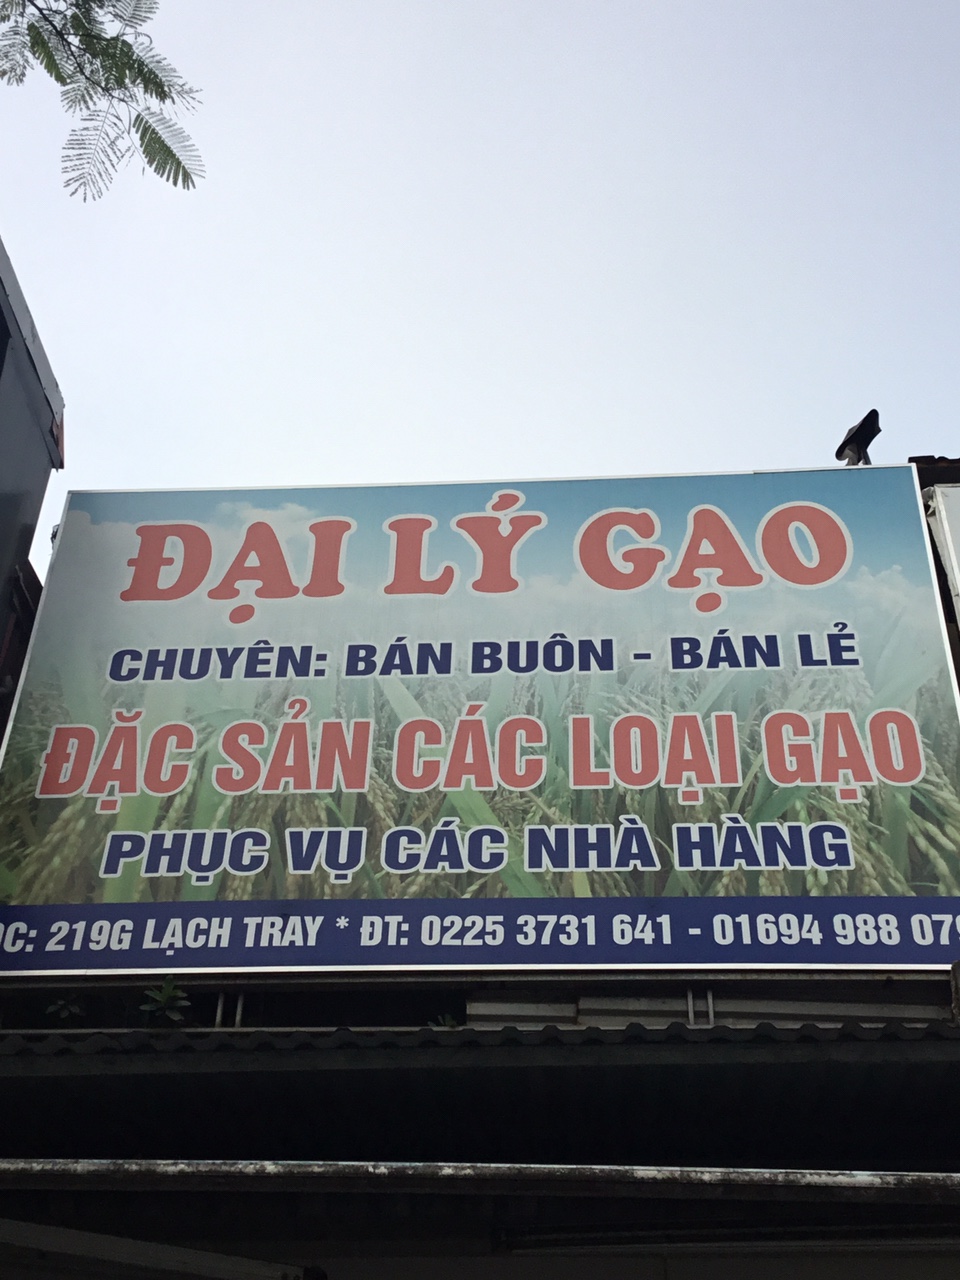 ĐẠI LÝ GẠO
CHUYÊN: BÁN BUÔN - BÁN LẺ
ĐẶC SẢN CÁC LOẠI GẠO
PHỤC VỤ CÁC NHÀ HÀNG
219G LẠCH TRAY * ĐT: 0225 3731 641 - 01694 988 079